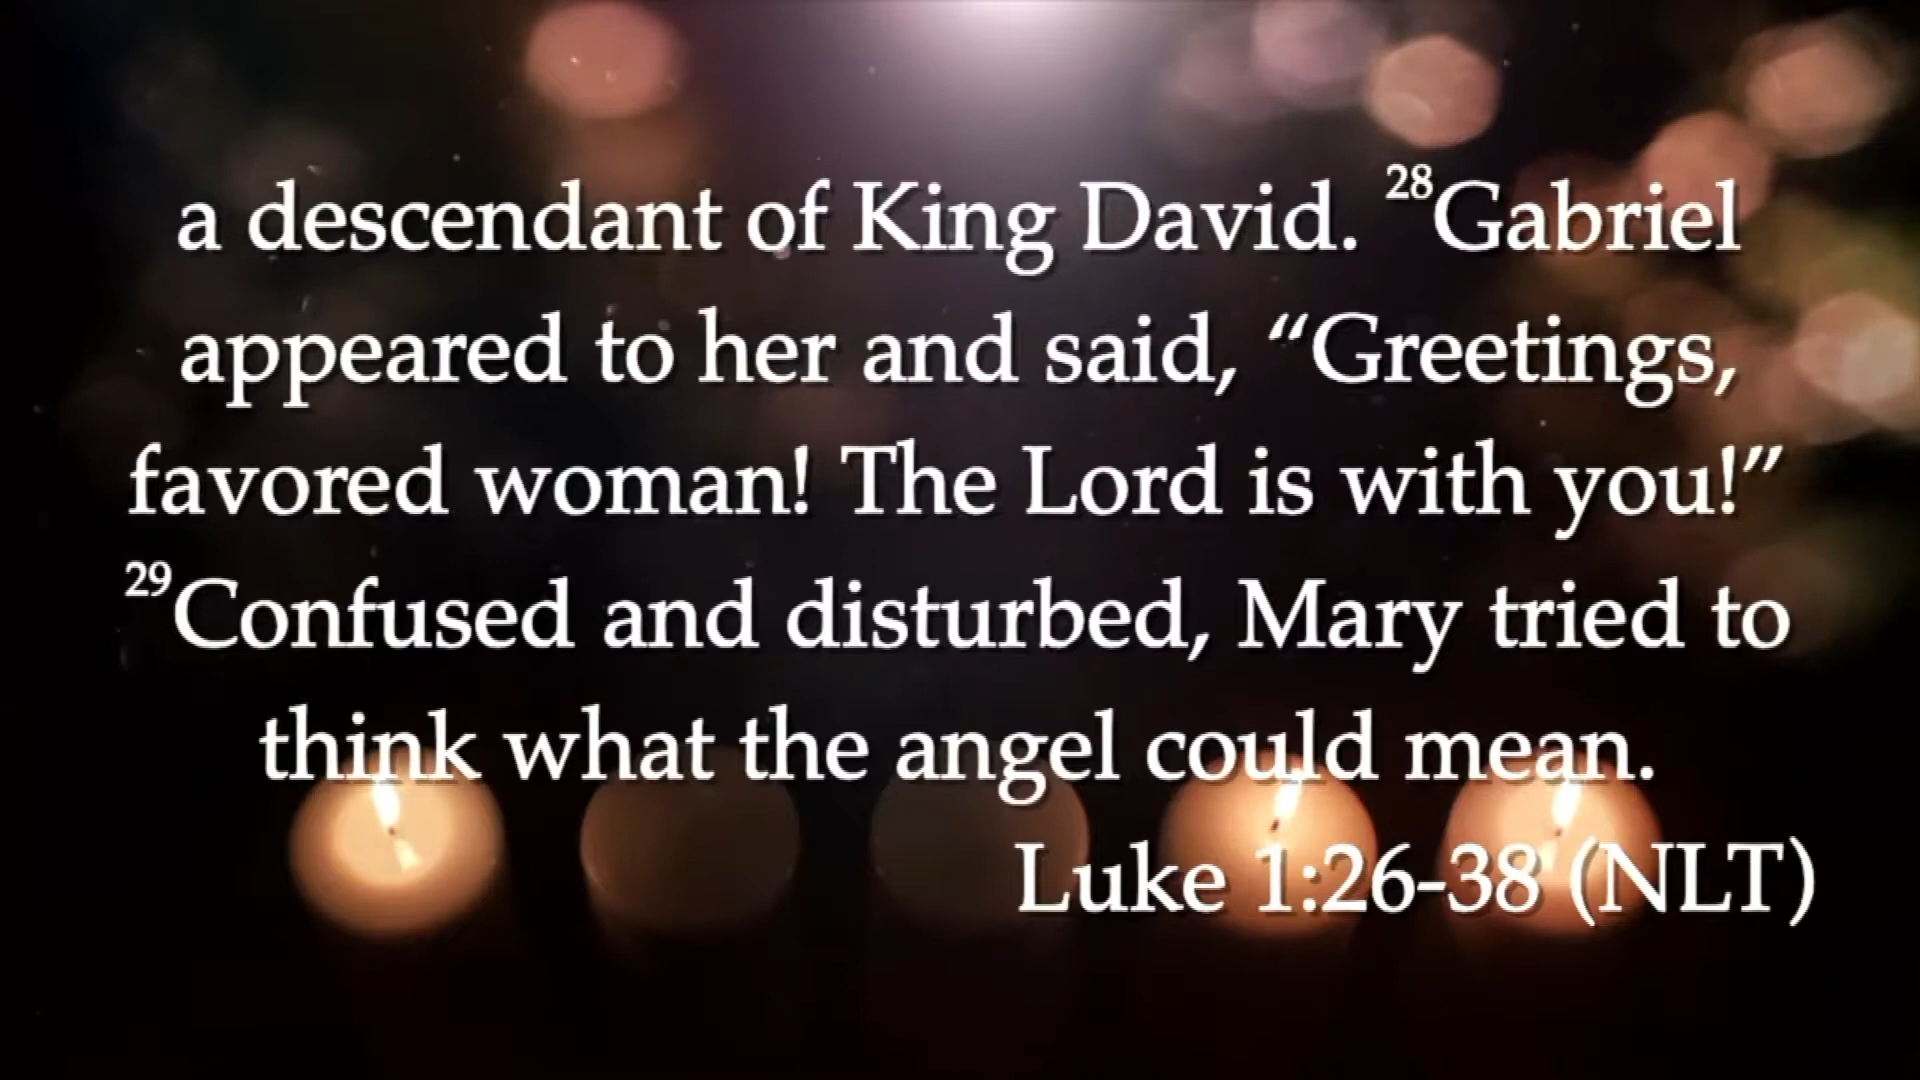 a descendant of King David. ²⁸Gabriel
appeared to her and said, “Greetings,
favored woman! The Lord is with you!”
²⁹Confused and disturbed, Mary tried to
think what the angel could mean.
Luke 1:26-38 (NLT)